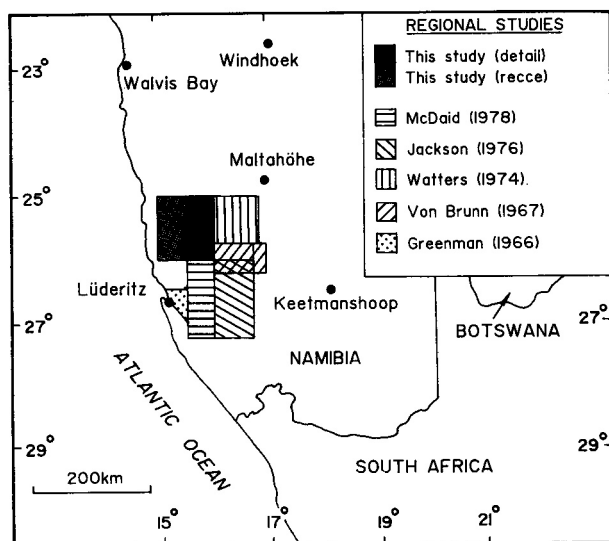 REGIONAL STUDIES
This study (detail)
This study (recce)
McDaid (1978)
Jackson (1976)
Watters (1974).
Von Brunn (1967)
Greenman (1966)
23°
25°
27°
29°
Windhoek
Walvis Bay
Maltahöhe
Lüderitz
Keetmanshoop
NAMIBIA
BOTSWANA
27°
ATLANTIC OCEAN
SOUTH AFRICA
29°
200km
15°
17°
19°
21°